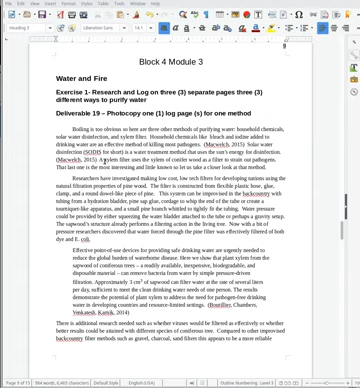 Heading 3
Liberation Sans
14
9
Block 4 Module 3
Water and Fire
Exercise 1- Research and Log on three (3) separate pages three (3)
different ways to purify water
Deliverable 19 – Photocopy one (1) log page (s) for one method
Boiling is too obvious so here are three other methods of purifying water: household chemicals,
solar water disinfection, and xylem filter. Household chemicals like bleach and iodine added to
drinking water are an effective method of killing most pathogens. (Macwelch, 2015) Solar water
disinfection (SODIS for short) is a water treatment method that uses the sun's energy for disinfection.
(Macwelch, 2015) A xylem filter uses the xylem of conifer wood as a filter to strain out pathogens.
That last one is the most interesting and little known to let us take a closer look at that method.
Researchers have investigated making low cost, low tech filters for developing nations using the
natural filtration properties of pine wood. The filter is constructed from flexible plastic hose, glue,
clamp, and a round dowel-like piece of pine. This system can be improvised in the backcountry with
tubing from a hydration bladder, pine sap glue, cordage to whip the end of the tube or create a
tourniquet-like apparatus, and a small pine branch whittled to tightly fit the tubing. Water pressure
could be provided by either squeezing the water bladder attached to the tube or perhaps a gravity setup.
The sapwood's structure already performs a filtering action in the living tree. Now with a bit of
pressure researchers discovered that water forced through the pine filter was effectively filtered of both
dye and E. coli.
Effective point-of-use devices for providing safe drinking water are urgently needed to
reduce the global burden of waterborne disease. Here we show that plant xylem from the
sapwood of coniferous trees – a readily available, inexpensive, biodegradable, and
disposable material – can remove bacteria from water by simple pressure-driven
filtration. Approximately 3 cm3 of sapwood can filter water at the rate of several liters
per day, sufficient to meet the clean drinking water needs of one person. The results
demonstrate the potential of plant xylem to address the need for pathogen-free drinking
water in developing countries and resource-limited settings. (Boutilier, Chambers,
Venkatesh, Karnik, 2014)
There is additional research needed such as whether viruses would be filtered as effectively or whether
better results could be attained with different species of coniferous tree. Compared to other improvised
backcountry filter methods such as gravel, charcoal, sand filters this appears to be a more reliable
Default Style
English (USA)
Outline Numbering: Level 3